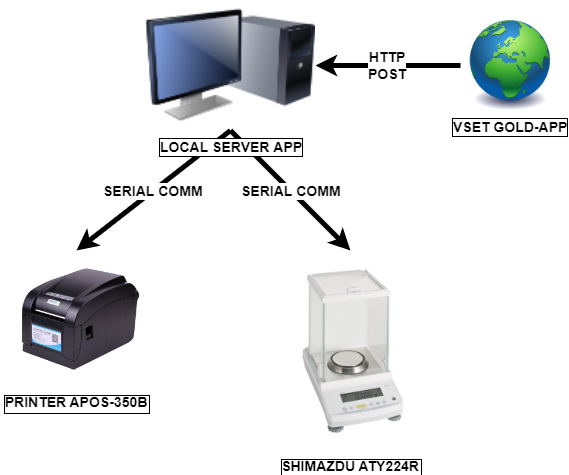 HTTP
POST
VSET GOLD-APP
LOCAL SERVER APP
SERIAL COMM
SERIAL COMM
PRINTER APOS-350B
SHIMAZDU ATY224R